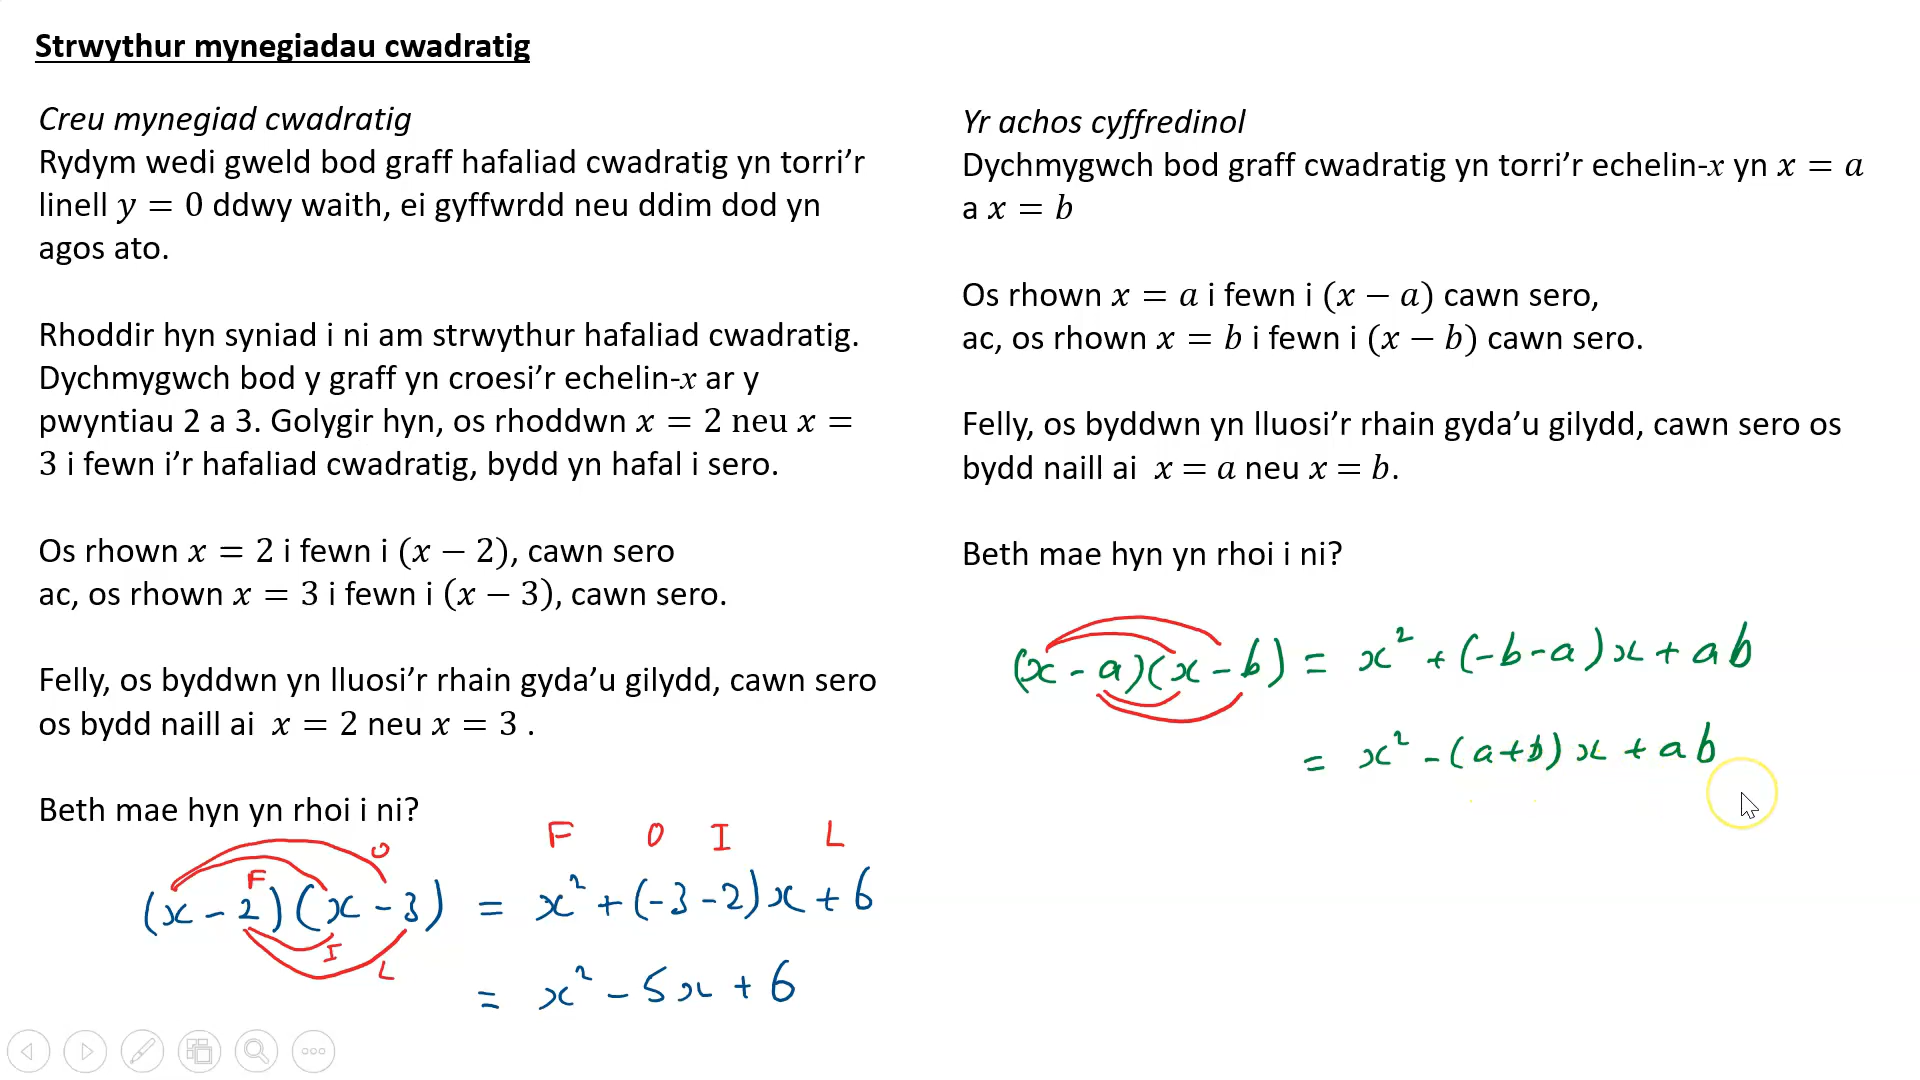 Strwythur mynegiadau cwadratig
Creu mynegiad cwadratig
Rydym wedi gweld bod graff hafaliad cwadratig yn torri’r
linell y = 0 ddwy waith, ei gyffwrdd neu ddim dod yn
agos ato.
Rhoddir hyn syniad i ni am strwythur hafaliad cwadratig.
Dychmygwch bod y graff yn croesi’r echelin-x ar y
pwyntiau 2 a 3. Golygir hyn, os rhoddwn x = 2 neu x =
3 i fewn i’r hafaliad cwadratig, bydd yn hafal i sero.
Os rhown x = 2 i fewn i (x − 2), cawn sero
ac, os rhown x = 3 i fewn i (x − 3), cawn sero.
Felly, os byddwn yn lluosi’r rhain gyda’u gilydd, cawn sero
os bydd naill ai x = 2 neu x = 3 .
Beth mae hyn yn rhoi i ni?
F O I L
O
F
(x - 2)(x - 3) = x² + (-3 - 2)x + 6
I
L
= x² - 5x + 6
Yr achos cyffredinol
Dychmygwch bod graff cwadratig yn torri’r echelin-x yn x = a
a x = b
Os rhown x = a i fewn i (x − a) cawn sero,
ac, os rhown x = b i fewn i (x − b) cawn sero.
Felly, os byddwn yn lluosi’r rhain gyda’u gilydd, cawn sero os
bydd naill ai x = a neu x = b.
Beth mae hyn yn rhoi i ni?
(x - a)(x - b) = x² + (-b - a)x + ab
= x² - (a+b)x + ab